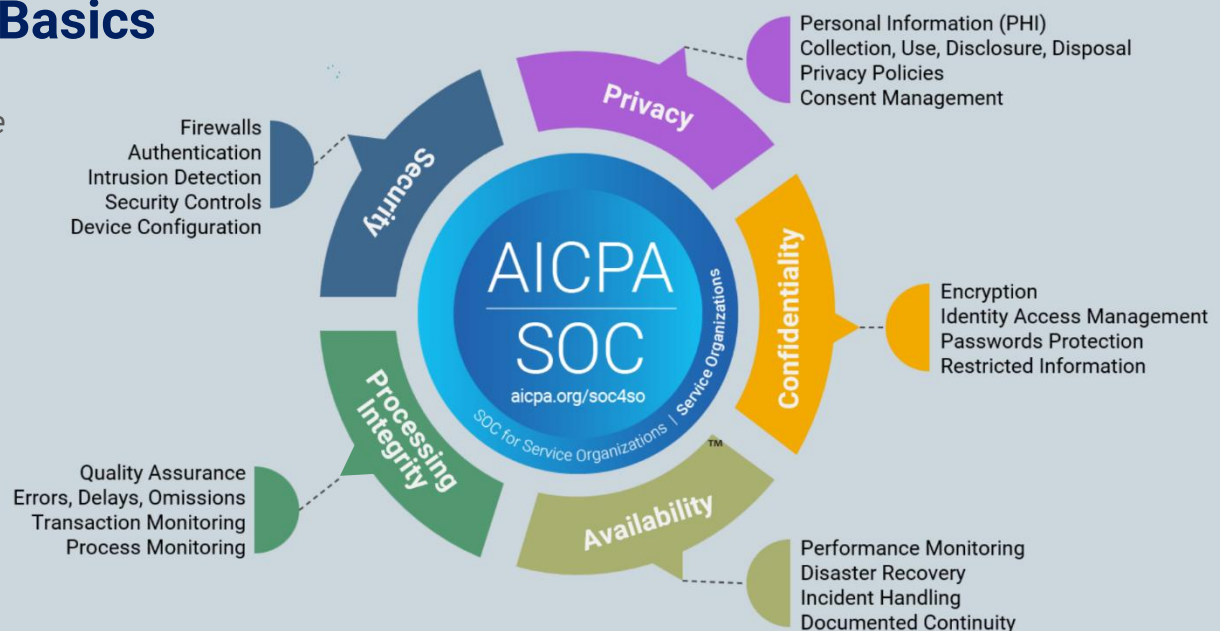 Basics
e
Firewalls
Authentication
Intrusion Detection
Security Controls
Device Configuration
Security
Privacy
Personal Information (PHI)
Collection, Use, Disclosure, Disposal
Privacy Policies
Consent Management
Confidentiality
Encryption
Identity Access Management
Passwords Protection
Restricted Information
AICPA
SOC
aicpa.org/soc4so
SOC for Service Organizations | Service Organizations
TM
Processing
Integrity
Quality Assurance
Errors, Delays, Omissions
Transaction Monitoring
Process Monitoring
Availability
Performance Monitoring
Disaster Recovery
Incident Handling
Documented Continuity